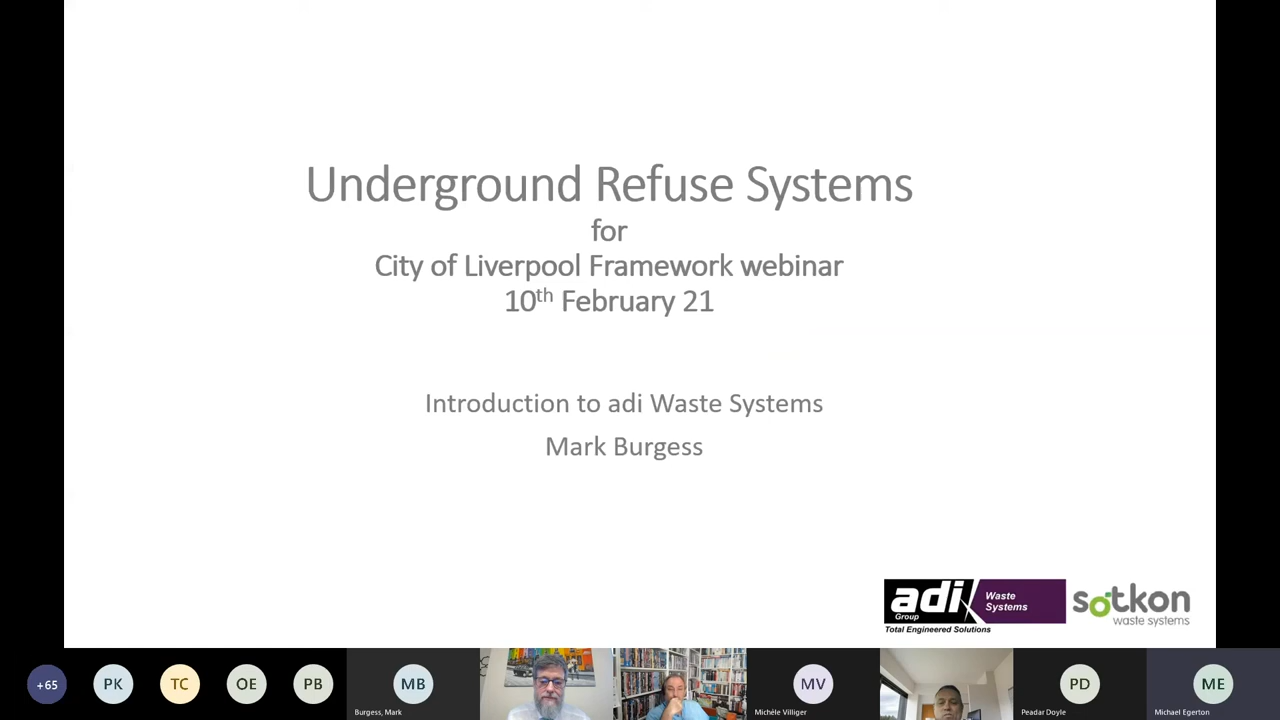 Underground Refuse Systems
for
City of Liverpool Framework webinar
10th February 21
Introduction to adi Waste Systems
Mark Burgess
adi
Group
Waste
Systems
Total Engineered Solutions
sotkon
waste systems
+65
PK
TC
OE
PB
MB
Burgess, Mark
MV
Michèle Villiger
PD
Peadar Doyle
ME
Michael Egerton